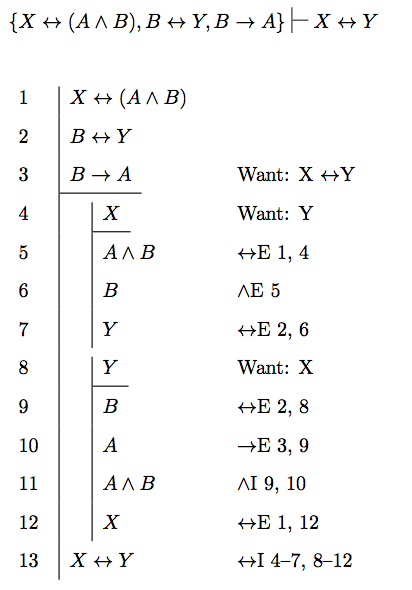 {X ↔ (A ∧ B), B ↔ Y, B → A} ⊢ X ↔ Y
1 X ↔ (A ∧ B)
2 B ↔ Y
3 B → A Want: X ↔Y
4 X Want: Y
5 A ∧ B ↔E 1, 4
6 B ∧E 5
7 Y ↔E 2, 6
8 Y Want: X
9 B ↔E 2, 8
10 A →E 3, 9
11 A ∧ B ∧I 9, 10
12 X ↔E 1, 12
13 X ↔ Y ↔I 4–7, 8–12